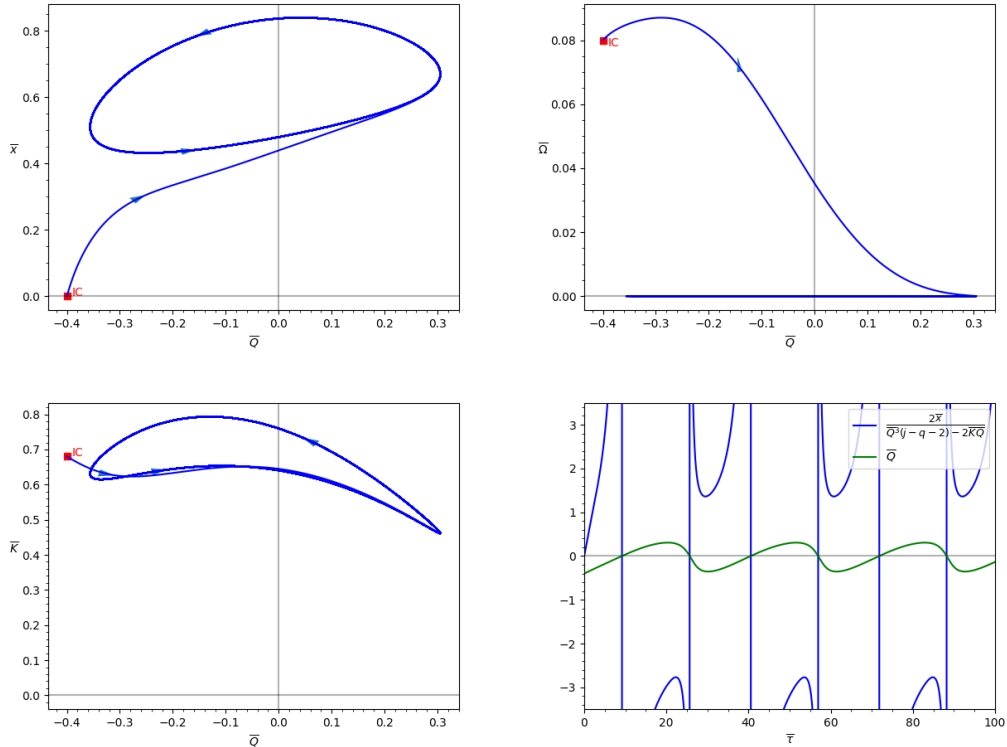 0.8
0.6
x̅
0.4
0.2
0.0
IC
−0.4 −0.3 −0.2 −0.1 0.0 0.1 0.2 0.3
Q̅
0.08
0.06
Ω̅
0.04
0.02
0.00
IC
−0.4 −0.3 −0.2 −0.1 0.0 0.1 0.2 0.3
Q̅
0.8
0.7
0.6
0.5
K̅
0.4
0.3
0.2
0.1
0.0
IC
−0.4 −0.3 −0.2 −0.1 0.0 0.1 0.2 0.3
Q̅
3
2
1
0
−1
−2
−3
2x̅
Q̅³(j−q−2)−2K̅Q̅
Q̅
0 20 40 60 80 100
τ̅